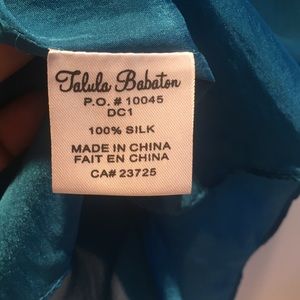 Talula Babaton
P.O. # 10045
DC1
100% SILK
MADE IN CHINA
FAIT EN CHINA
CA# 23725